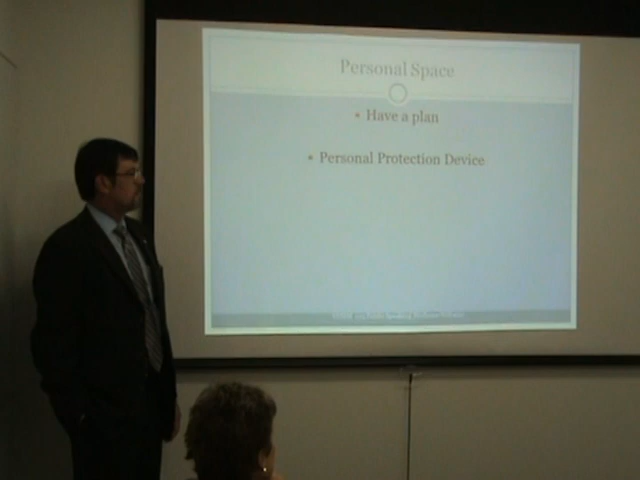 Personal Space
• Have a plan
• Personal Protection Device